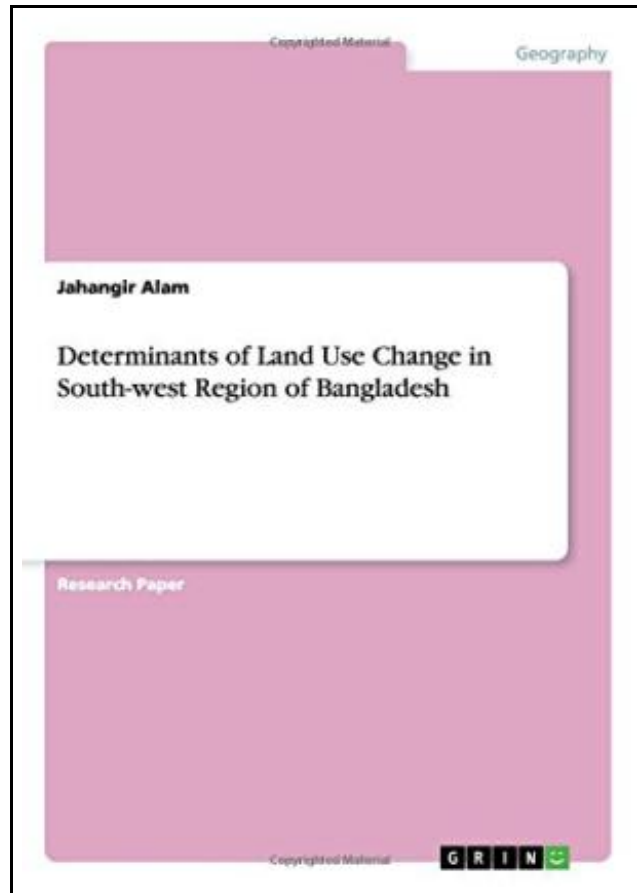 Copyrighted Material
Geography
Jahangir Alam
Determinants of Land Use Change in
South-west Region of Bangladesh
Research Paper
Copyrighted Material
GRIN